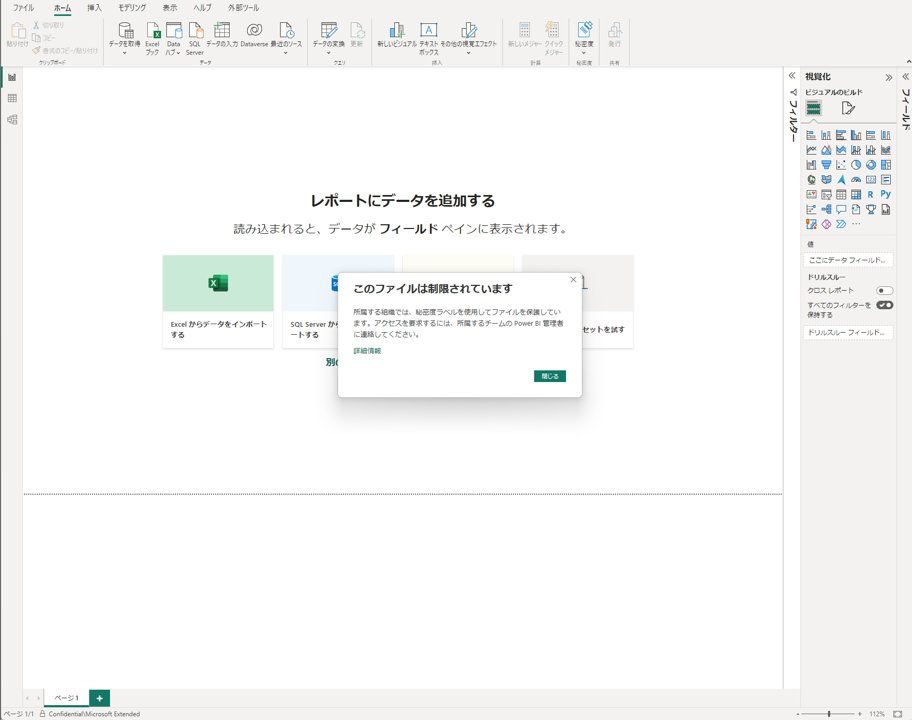 ファイル ホーム 挿入 モデリング 表示 ヘルプ 外部ツール
貼り付け
切り取り
コピー
書式のコピー/貼り付け
クリップボード
データを取得
Excel
ブック
Data
ハブ
SQL
Server
データの入力
Dataverse
最近のソース
データ
データの変換
更新
クエリ
新しいビジュアル
テキスト
ボックス
その他の視覚エフェクト
挿入
新しいメジャー
クイック
メジャー
計算
秘密度
秘密度
発行
共有
レポートにデータを追加する
読み込まれると、データが フィールド ペインに表示されます。
Excel からデータをインポート
する
SQL Server から
ートする
セットを試す
別の
このファイルは制限されています
所属する組織では、秘密度ラベルを使用してファイルを保護してい
ます。アクセスを要求するには、所属するチームの Power BI 管理者
に連絡してください。
詳細情報
閉じる
フィルター
視覚化
ビジュアルのビルド
R
Py
値
ここにデータ フィールド...
ドリルスルー
クロス レポート
すべてのフィルターを
保持する
ドリルスルー フィールド...
フィールド
ページ 1
ページ 1/1
Confidential\Microsoft Extended
112%